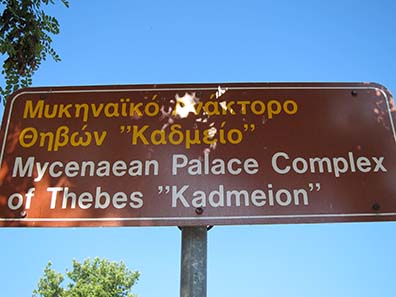 Μυκηναϊκό Ανάκτορο
Θηβών "Καδμείο"
Mycenaean Palace Complex
of Thebes "Kadmeion"